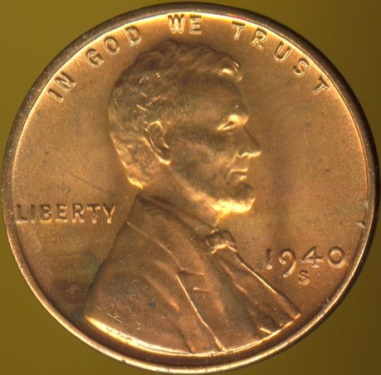 IN GOD WE TRUST
LIBERTY
1940
S